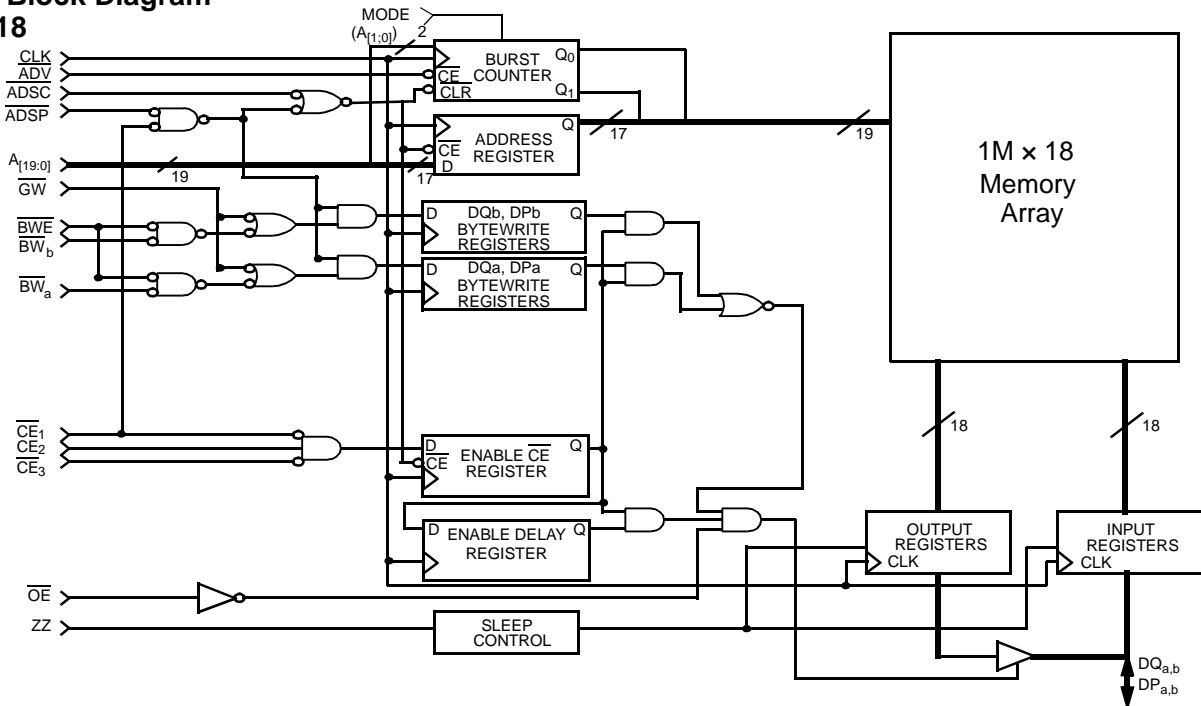 Block Diagram
18
MODE
(A[1;0])
2
CLK
ADV
ADSC
ADSP
A[19:0]
19
GW
BWE
BWb
BWa
CE1
CE2
CE3
OE
ZZ
BURST
COUNTER
CE
CLR
Q0
Q1
ADDRESS
REGISTER
CE
D
Q
17
17
19
D
DQb, DPb
BYTEWRITE
REGISTERS
Q
D
DQa, DPa
BYTEWRITE
REGISTERS
Q
D
ENABLE CE
REGISTER
CE
Q
D
ENABLE DELAY
REGISTER
Q
SLEEP
CONTROL
1M × 18
Memory
Array
18
18
OUTPUT
REGISTERS
CLK
INPUT
REGISTERS
CLK
DQa,b
DPa,b